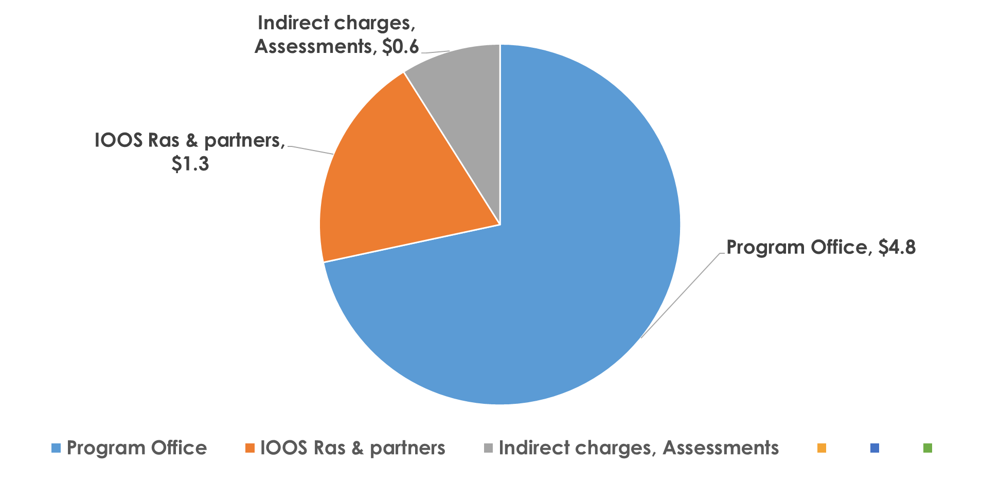 Indirect charges,
Assessments, $0.6
IOOS Ras & partners,
$1.3
Program Office, $4.8
Program Office
IOOS Ras & partners
Indirect charges, Assessments